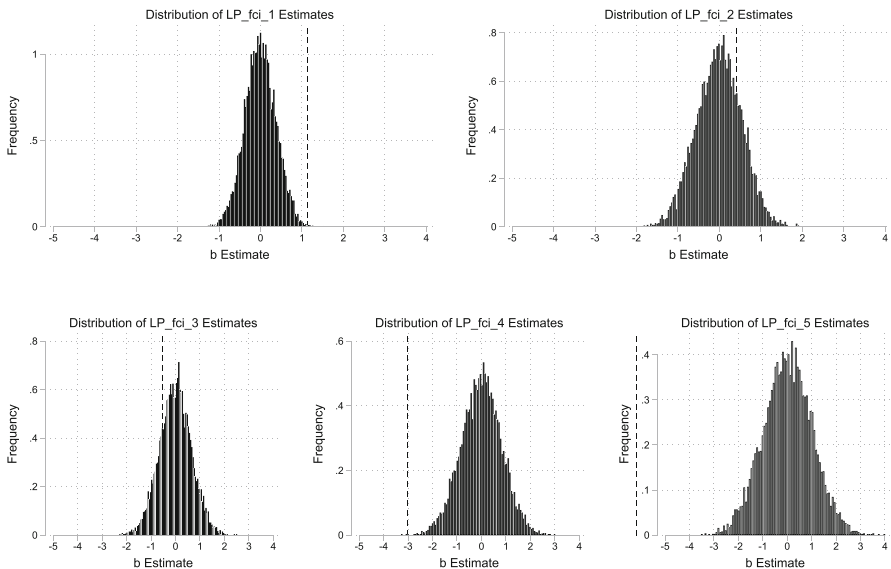 Distribution of LP_fci_1 Estimates
1
.5
0
Frequency
-5 -4 -3 -2 -1 0 1 2 3 4
b Estimate
Distribution of LP_fci_2 Estimates
.8
.6
.4
.2
0
Frequency
-5 -4 -3 -2 -1 0 1 2 3 4
b Estimate
Distribution of LP_fci_3 Estimates
.8
.6
.4
.2
0
Frequency
-5 -4 -3 -2 -1 0 1 2 3 4
b Estimate
Distribution of LP_fci_4 Estimates
.6
.4
.2
0
Frequency
-5 -4 -3 -2 -1 0 1 2 3 4
b Estimate
Distribution of LP_fci_5 Estimates
.4
.3
.2
.1
0
Frequency
-5 -4 -3 -2 -1 0 1 2 3 4
b Estimate